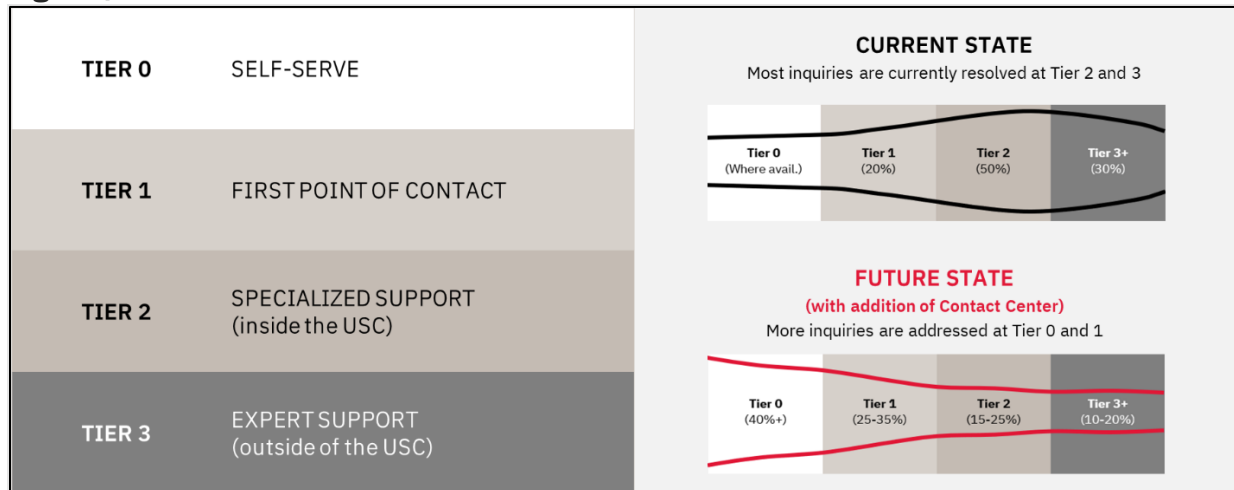 TIER 0 SELF-SERVE
TIER 1 FIRST POINT OF CONTACT
TIER 2 SPECIALIZED SUPPORT
(inside the USC)
TIER 3 EXPERT SUPPORT
(outside of the USC)
CURRENT STATE
Most inquiries are currently resolved at Tier 2 and 3
Tier 0 Tier 1 Tier 2 Tier 3+
(Where avail.) (20%) (50%) (30%)
FUTURE STATE
(with addition of Contact Center)
More inquiries are addressed at Tier 0 and 1
Tier 0 Tier 1 Tier 2 Tier 3+
(40%+) (25-35%) (15-25%) (10-20%)